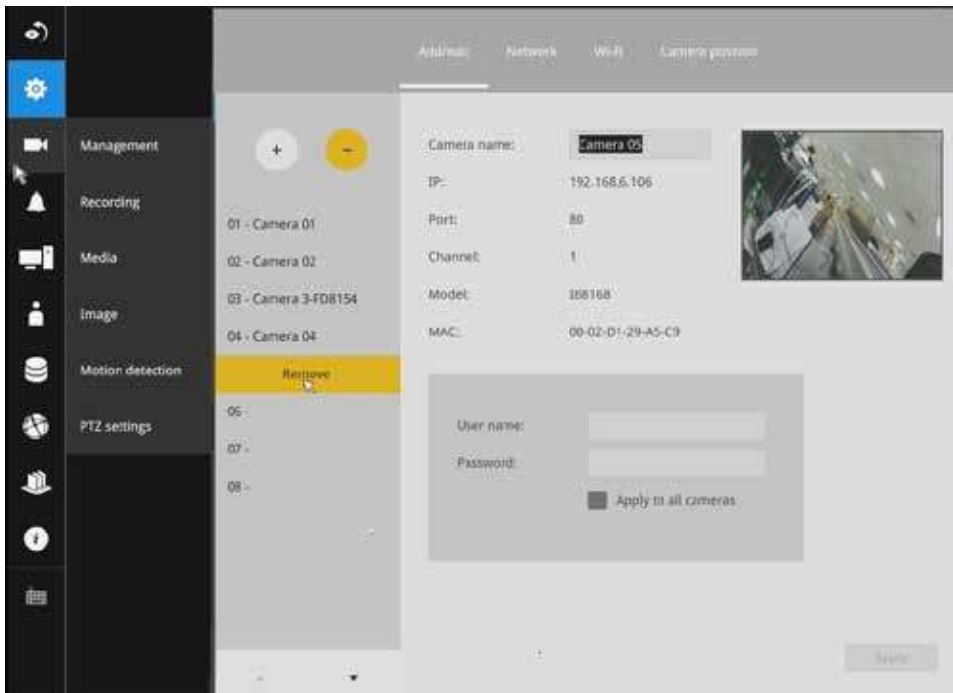 Add/edit Network Wi-Fi Camera position
Management
Recording
Media
Image
Motion detection
PTZ settings
+ -
01 - Camera 01
02 - Camera 02
03 - Camera 3-FD8154
04 - Camera 04
Remove
06 -
07 -
08 -
Camera name: Camera 05
IP: 192.168.6.106
Port: 80
Channel: 1
Model:
MAC: 00-02-D1-29-A5-C9
User name:
Password:
Apply to all cameras
Apply